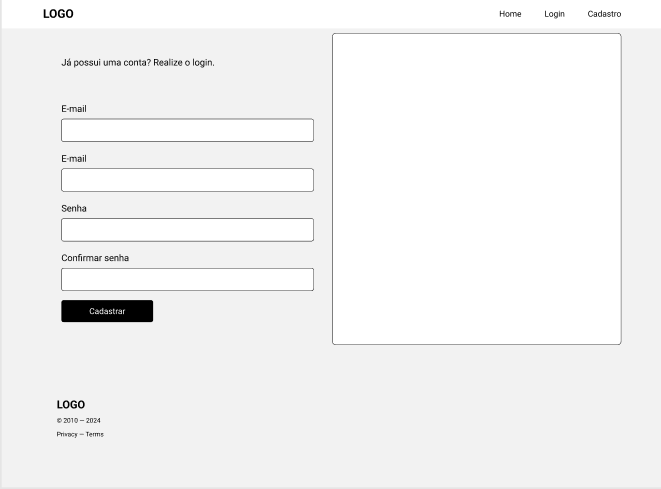 LOGO
Home Login Cadastro
Já possui uma conta? Realize o login.
E-mail
E-mail
Senha
Confirmar senha
Cadastrar
LOGO
© 2010 — 2024
Privacy — Terms